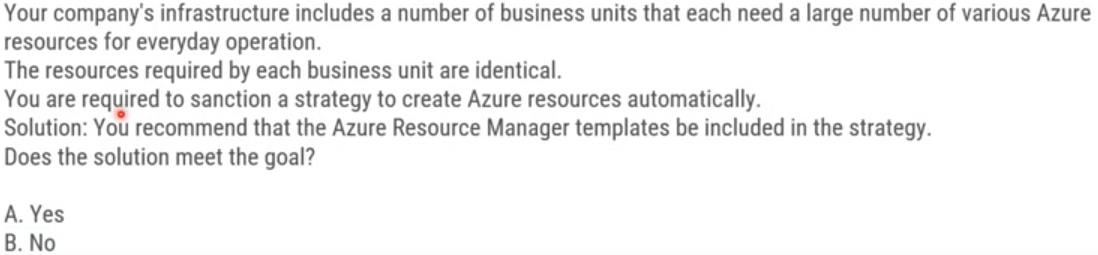 Your company's infrastructure includes a number of business units that each need a large number of various Azure
resources for everyday operation.
The resources required by each business unit are identical.
You are required to sanction a strategy to create Azure resources automatically.
Solution: You recommend that the Azure Resource Manager templates be included in the strategy.
Does the solution meet the goal?
A. Yes
B. No